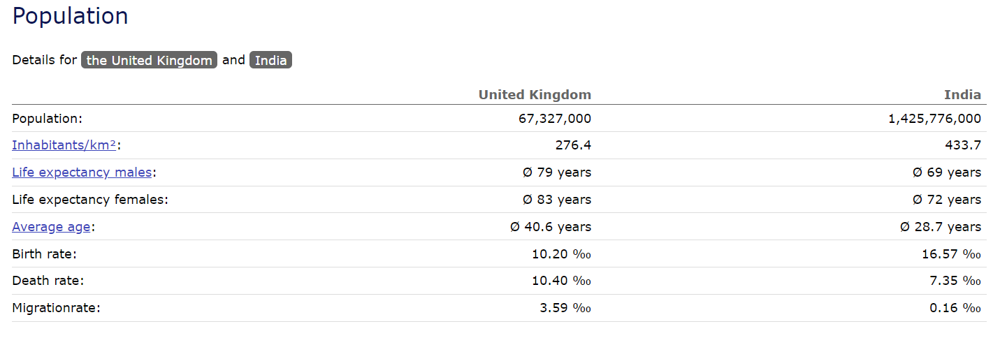 Population
Details for the United Kingdom and India
United Kingdom India
Population: 67,327,000 1,425,776,000
Inhabitants/km²: 276.4 433.7
Life expectancy males: Ø 79 years Ø 69 years
Life expectancy females: Ø 83 years Ø 72 years
Average age: Ø 40.6 years Ø 28.7 years
Birth rate: 10.20 ‰ 16.57 ‰
Death rate: 10.40 ‰ 7.35 ‰
Migrationrate: 3.59 ‰ 0.16 ‰